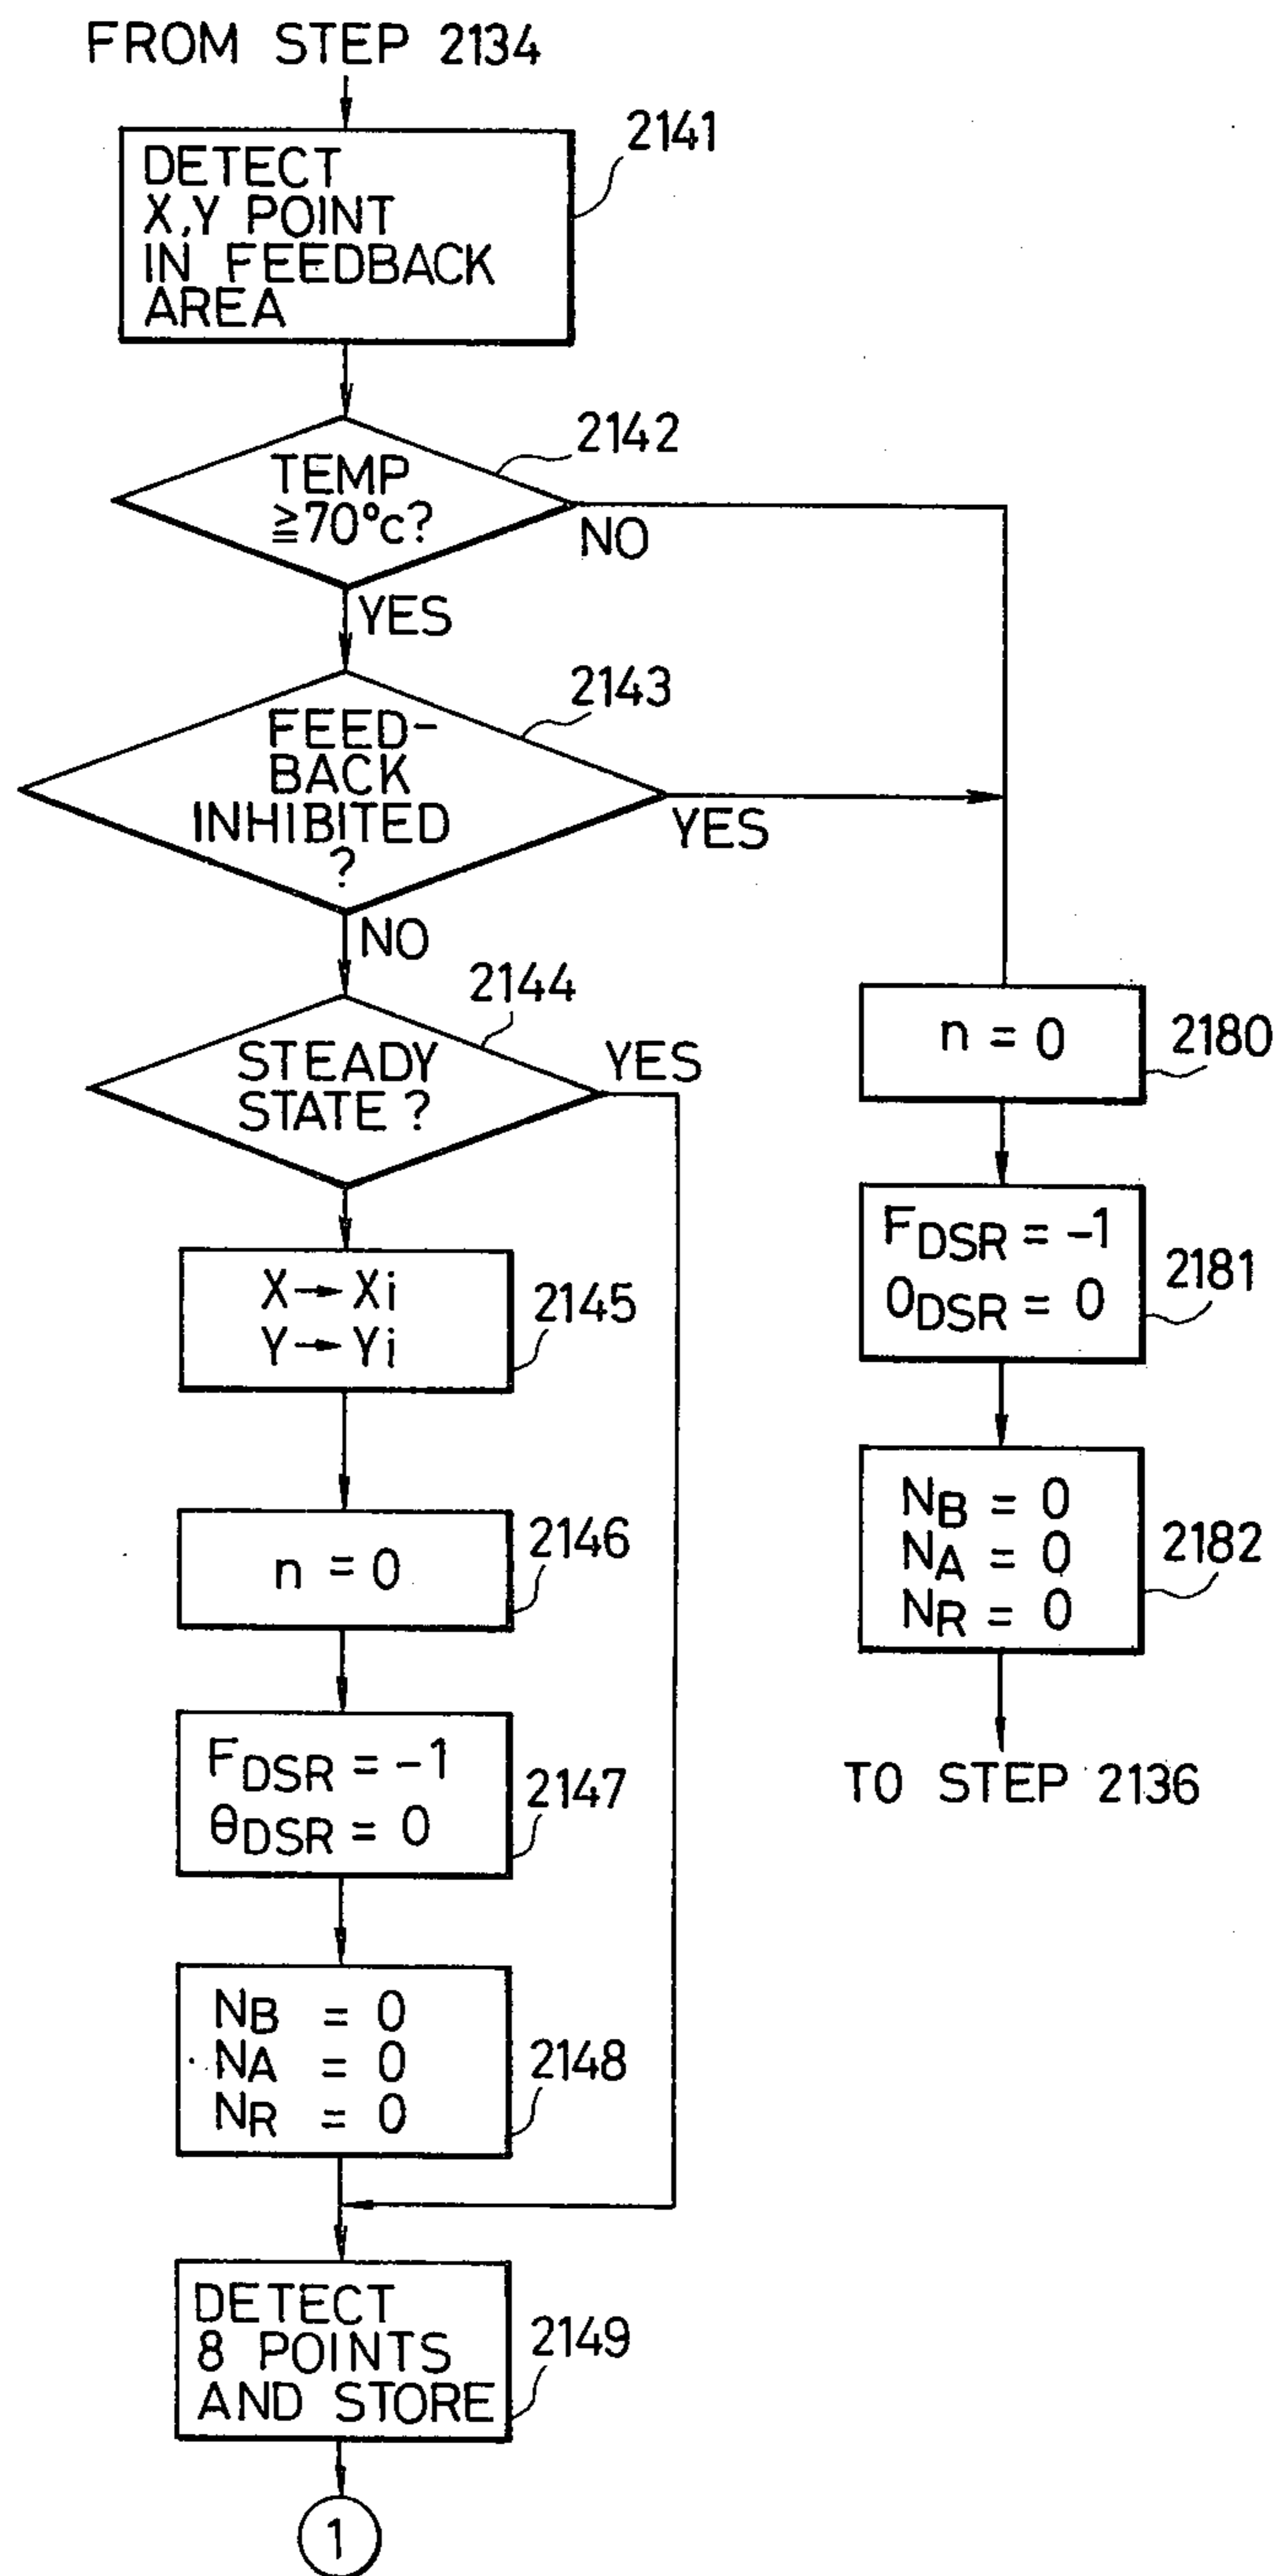 FROM STEP 2134
DETECT
X,Y POINT
IN FEEDBACK
AREA
2141
TEMP
≧70°c?
2142
NO
YES
FEED-
BACK
INHIBITED
?
2143
YES
NO
STEADY
STATE ?
2144
YES
X→Xi
Y→Yi
2145
n = 0
2146
FDSR = -1
θDSR = 0
2147
NB = 0
NA = 0
NR = 0
2148
DETECT
8 POINTS
AND STORE
2149
1
n = 0
2180
FDSR = -1
0DSR = 0
2181
NB = 0
NA = 0
NR = 0
2182
TO STEP 2136